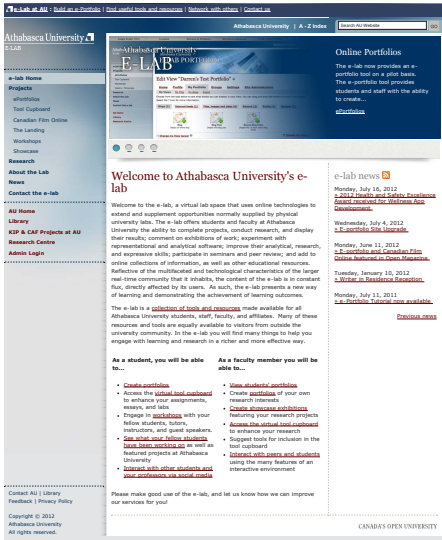 e-Lab at AU : Build an e-Portfolio | Find useful tools and resources | Network with others | Contact us
Athabasca University | A - Z Index
Search AU Website
GO
Athabasca University
E-LAB
e-lab Home
Projects
ePortfolios
Tool Cupboard
Canadian Film Online
The Landing
Workshops
Showcase
Research
About the Lab
News
Contact the e-lab
AU Home
Library
KIP & CAF Projects at AU
Research Centre
Admin Login
Athabasca University
E-LAB
LAB PORTFOLIO
Edit View "Darren's Test Portfolio"
Online Portfolios
The e-lab now provides an e-
portfolio tool on a pilot basis.
The e-portfolio tool provides
students and staff with the ability
to create...
ePortfolios
Welcome to Athabasca University's e-
lab
Welcome to the e-lab, a virtual lab space that uses online technologies to
extend and supplement opportunities normally supplied by physical
university labs. The e-lab offers students and faculty at Athabasca
University the ability to complete projects, conduct research, and display
their results; comment on exhibitions of work; experiment with
representational and analytical software; improve their analytical, research,
and expressive skills; participate in seminars and peer review; and add to
online collections of information, as well as other educational resources.
Reflective of the multifaceted and technological characteristics of the larger
real-time community that it inhabits, the content of the e-lab is in constant
flux, directly affected by its users. As such, the e-lab presents a new way
of learning and demonstrating the achievement of learning outcomes.
The e-lab is a collection of tools and resources made available for all
Athabasca University students, staff, faculty, and affiliates. Many of these
resources and tools are equally available to visitors from outside the
university community. In the e-lab you will find many things to help you
engage with learning and research in a richer and more effective way.
As a student, you will be able
to...
Create portfolios
Access the virtual tool cupboard
to enhance your assignments,
essays, and labs
Engage in workshops with your
fellow students, tutors,
instructors, and guest speakers.
See what your fellow students
have been working on as well as
featured projects at Athabasca
University
Interact with other students and
your professors via social media
As a faculty member you will be
able to...
View students' portfolios
Create portfolios of your own
research interests
Create showcase exhibitions
featuring your research projects
Access the virtual tool cupboard
to enhance your research
Suggest tools for inclusion in the
tool cupboard
Interact with peers and students
using the many features of an
interactive environment
Please make good use of the e-lab, and let us know how we can improve
our services for you!
e-lab news
Monday, July 16, 2012
» 2012 Health and Safety Excellence
Award received for Wellness App
Development
Wednesday, July 4, 2012
» E-portfolio Site Upgrade
Monday, June 11, 2012
» E-portfolio and Canadian Film
Online featured in Open Magazine
Tuesday, January 10, 2012
» Writer in Residence Reception
Monday, July 11, 2011
» e-Portfolio Tutorial now available
Previous news
Contact AU | Library
Feedback | Privacy Policy
Copyright © 2012
Athabasca University
All rights reserved.
CANADA'S OPEN UNIVERSITY